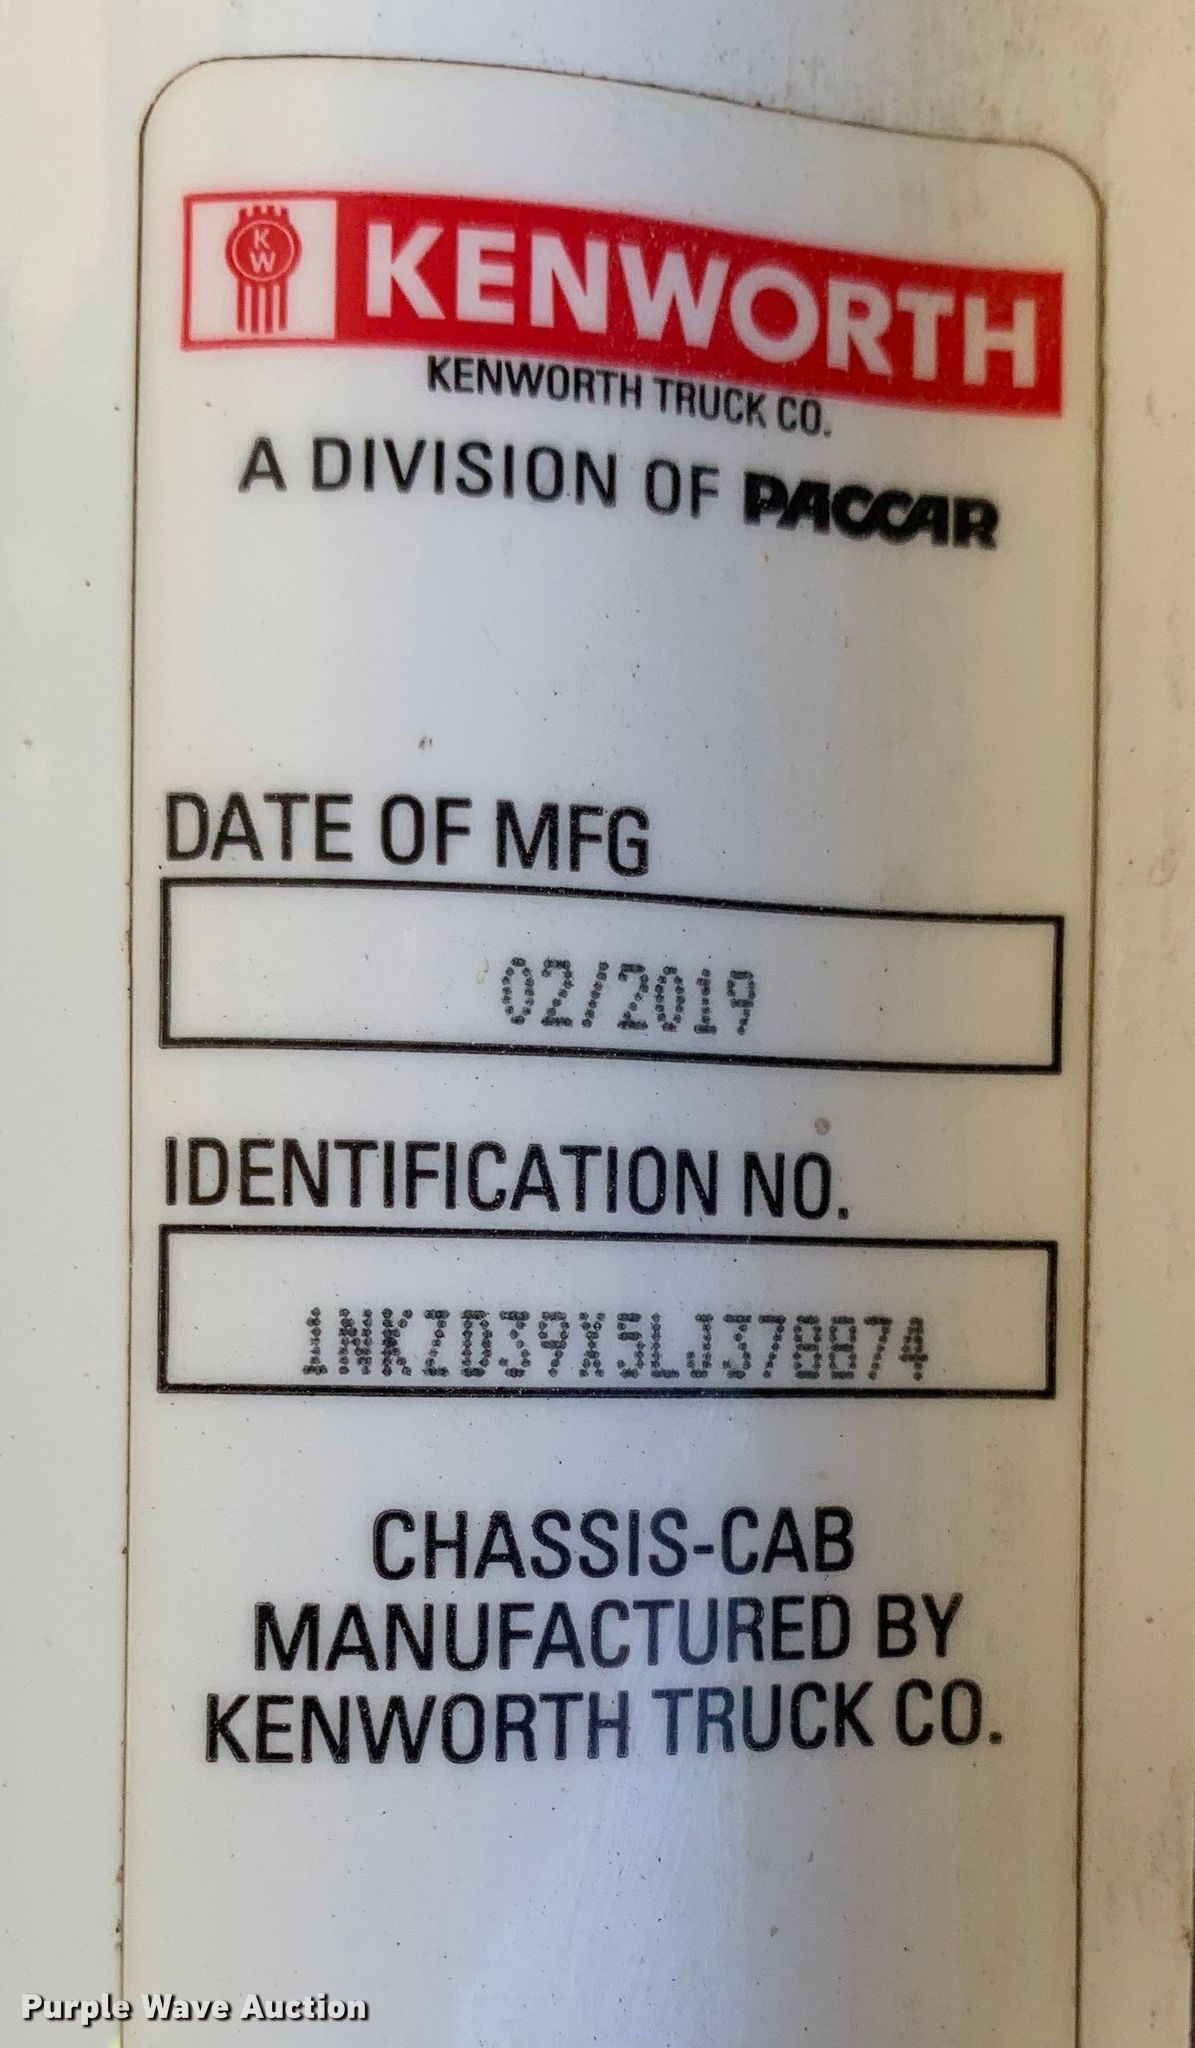 KW
KENWORTH
KENWORTH TRUCK CO.
A DIVISION OF PACCAR
DATE OF MFG
02/2019
IDENTIFICATION NO.
1NKZD39X5LJ378874
CHASSIS-CAB
MANUFACTURED BY
KENWORTH TRUCK CO.
Purple Wave Auction